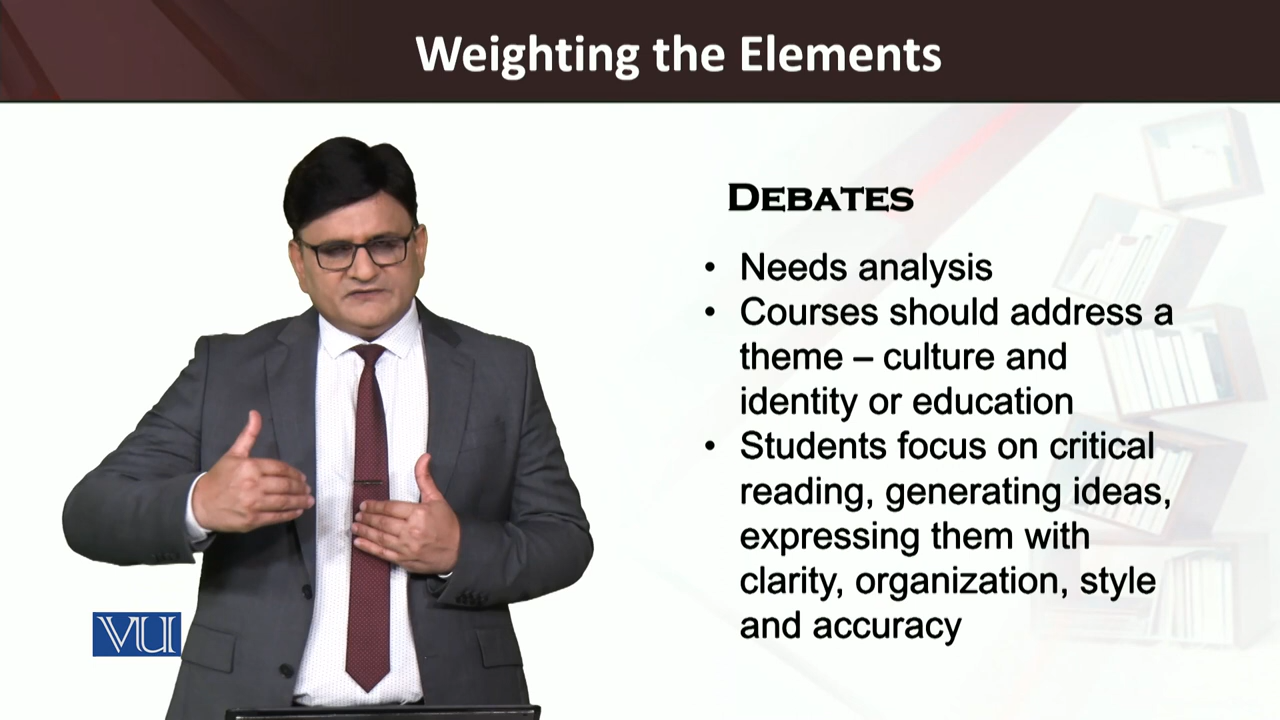 Weighting the Elements
DEBATES
• Needs analysis
• Courses should address a
theme – culture and
identity or education
• Students focus on critical
reading, generating ideas,
expressing them with
clarity, organization, style
and accuracy
VU